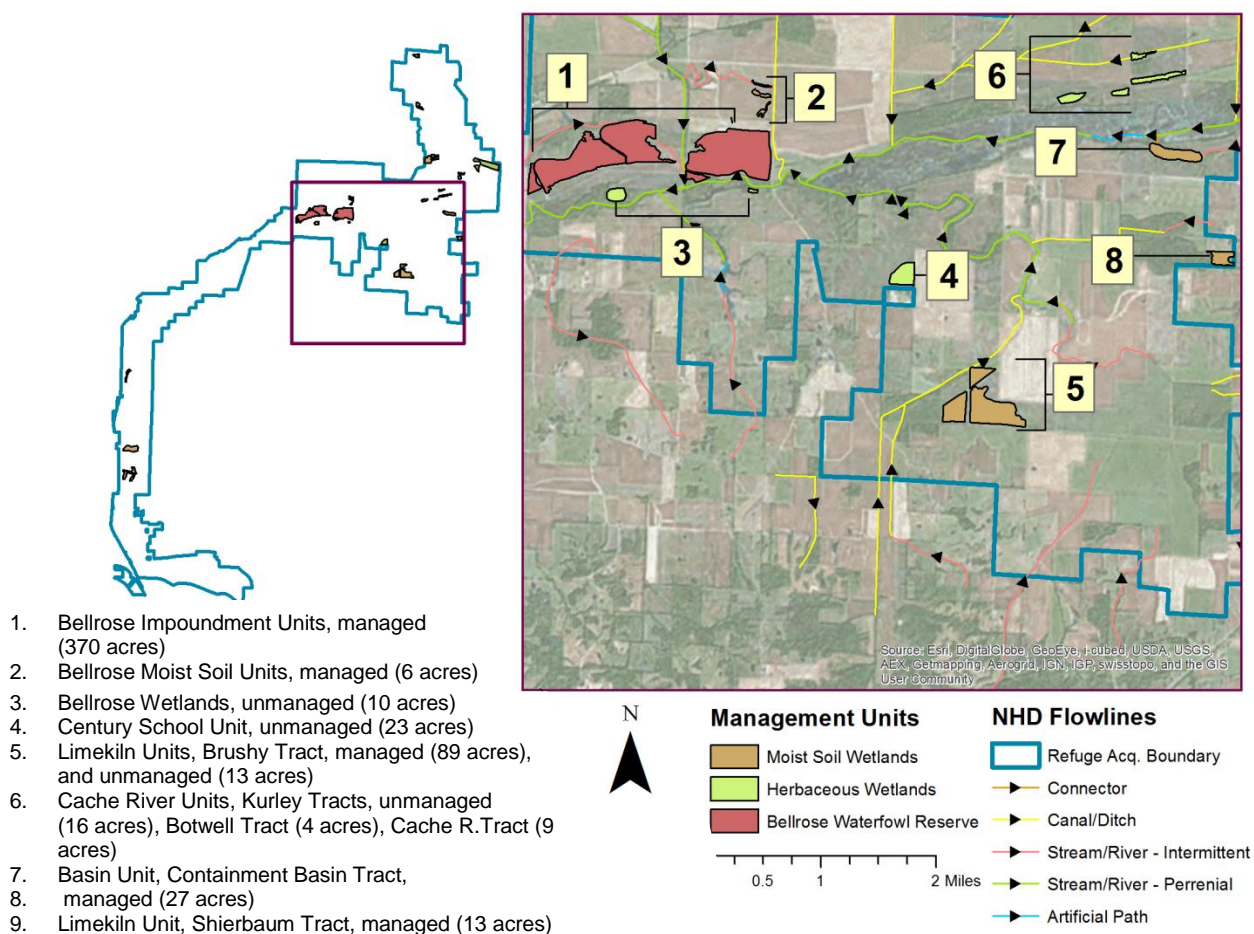 1
2
3
4
5
6
7
8
Source: Esri, DigitalGlobe, GeoEye, i-cubed, USDA, USGS,
AEX, Getmapping, Aerogrid, IGN, IGP, swisstopo, and the GIS
User Community
1. Bellrose Impoundment Units, managed
(370 acres)
2. Bellrose Moist Soil Units, managed (6 acres)
3. Bellrose Wetlands, unmanaged (10 acres)
4. Century School Unit, unmanaged (23 acres)
5. Limekiln Units, Brushy Tract, managed (89 acres),
and unmanaged (13 acres)
6. Cache River Units, Kurley Tracts, unmanaged
(16 acres), Botwell Tract (4 acres), Cache R.Tract (9
acres)
7. Basin Unit, Containment Basin Tract,
8. managed (27 acres)
9. Limekiln Unit, Shierbaum Tract, managed (13 acres)
N
Management Units
Moist Soil Wetlands
Herbaceous Wetlands
Bellrose Waterfowl Reserve
0.5 1 2 Miles
NHD Flowlines
Refuge Acq. Boundary
Connector
Canal/Ditch
Stream/River - Intermittent
Stream/River - Perrenial
Artificial Path